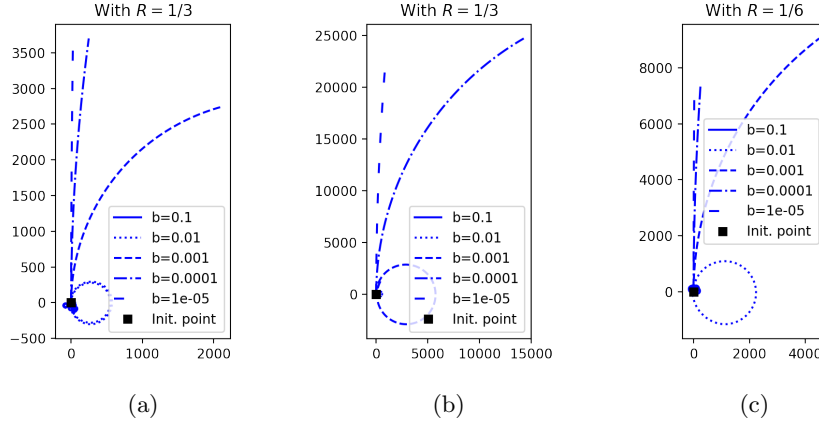 With R = 1/3
3500
3000
2500
2000
1500
1000
500
0
−500
0
1000
2000
b=0.1
b=0.01
b=0.001
b=0.0001
b=1e-05
Init. point
(a)
With R = 1/3
25000
20000
15000
10000
5000
0
−5000
0
5000
10000
15000
b=0.1
b=0.01
b=0.001
b=0.0001
b=1e-05
Init. point
(b)
With R = 1/6
8000
6000
4000
2000
0
0
2000
4000
b=0.1
b=0.01
b=0.001
b=0.0001
b=1e-05
Init. point
(c)